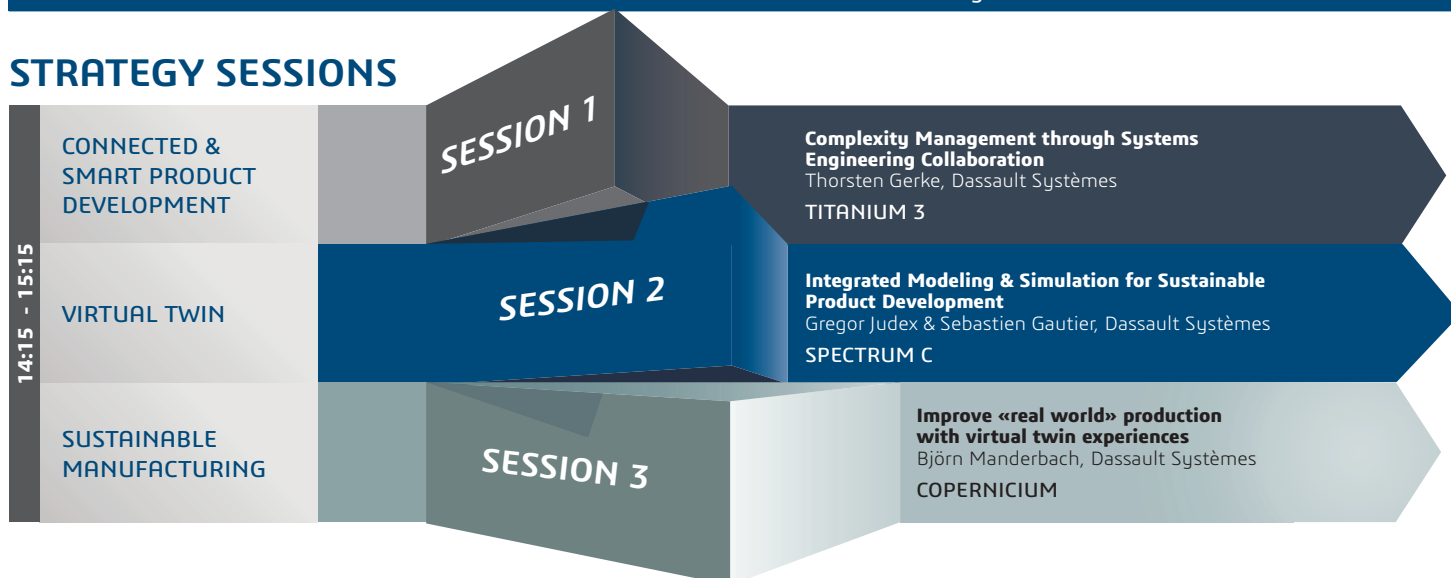 STRATEGY SESSIONS
14:15 - 15:15
CONNECTED &
SMART PRODUCT
DEVELOPMENT
SESSION 1
Complexity Management through Systems
Engineering Collaboration
Thorsten Gerke, Dassault Systèmes
TITANIUM 3
VIRTUAL TWIN
SESSION 2
Integrated Modeling & Simulation for Sustainable
Product Development
Gregor Judex & Sebastien Gautier, Dassault Systèmes
SPECTRUM C
SUSTAINABLE
MANUFACTURING
SESSION 3
Improve «real world» production
with virtual twin experiences
Björn Manderbach, Dassault Systèmes
COPERNICIUM